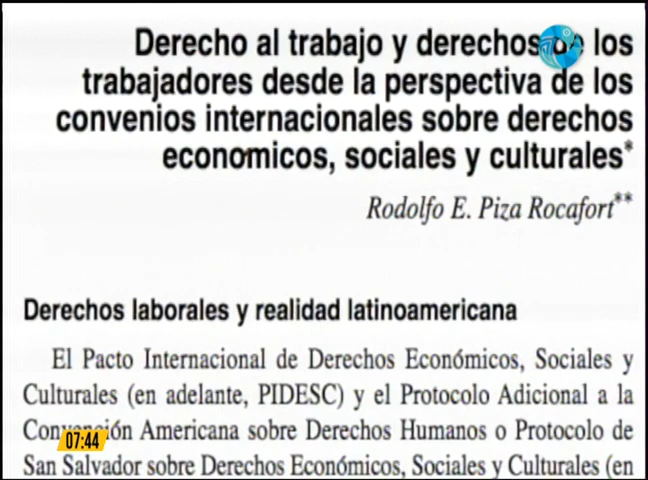 Derecho al trabajo y derechos de los
trabajadores desde la perspectiva de los
convenios internacionales sobre derechos
economicos, sociales y culturales*
Rodolfo E. Piza Rocafort**
Derechos laborales y realidad latinoamericana
El Pacto Internacional de Derechos Económicos, Sociales y
Culturales (en adelante, PIDESC) y el Protocolo Adicional a la
Convención Americana sobre Derechos Humanos o Protocolo de
07:44
San Salvador sobre Derechos Económicos, Sociales y Culturales (en